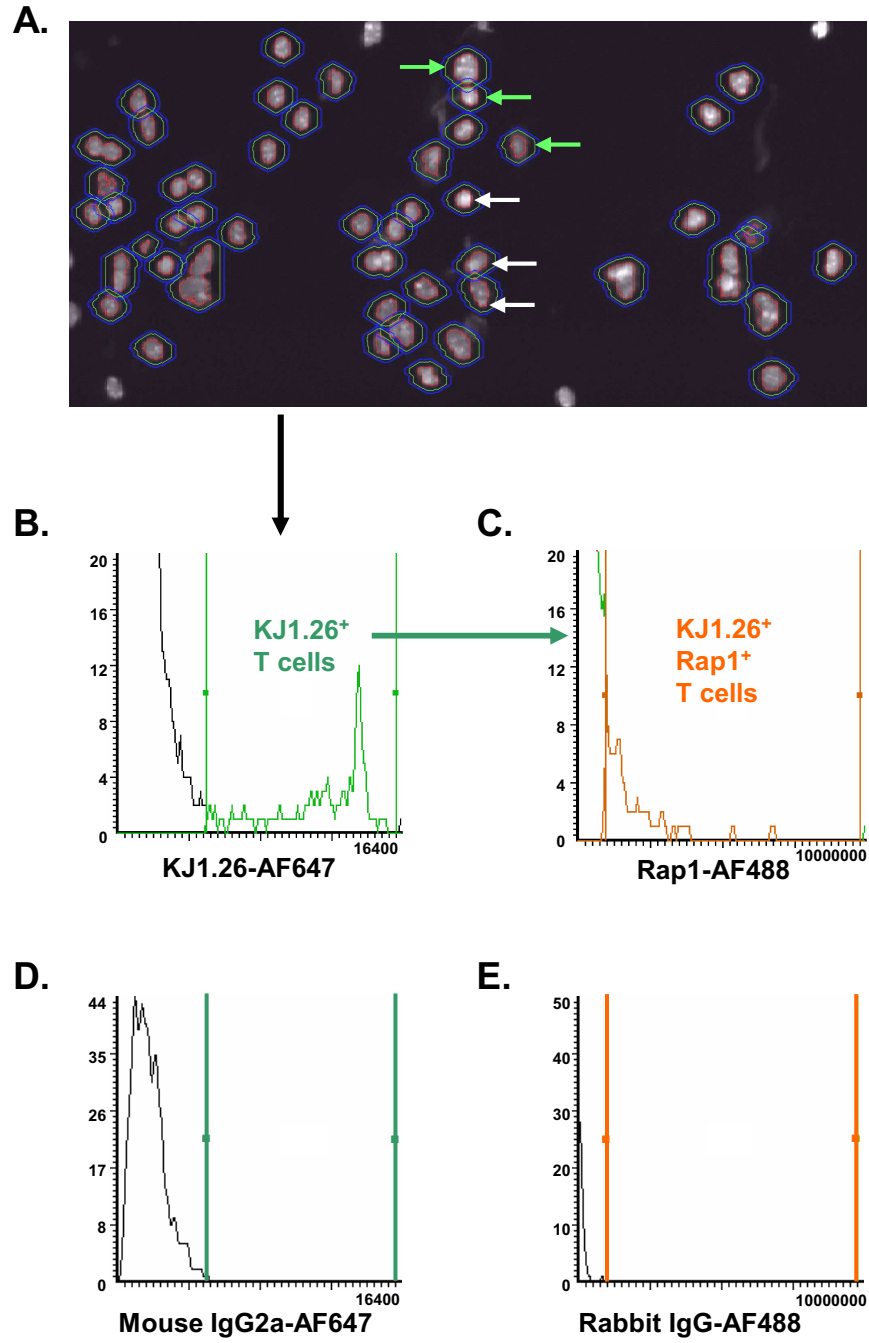 A.
B.
C.
20
16
12
8
4
0
KJ1.26⁺
T cells
16400
KJ1.26-AF647
20
16
12
8
4
0
KJ1.26⁺
Rap1⁺
T cells
10000000
Rap1-AF488
D.
E.
44
35
26
17
8
0
16400
Mouse IgG2a-AF647
50
40
30
20
10
0
10000000
Rabbit IgG-AF488